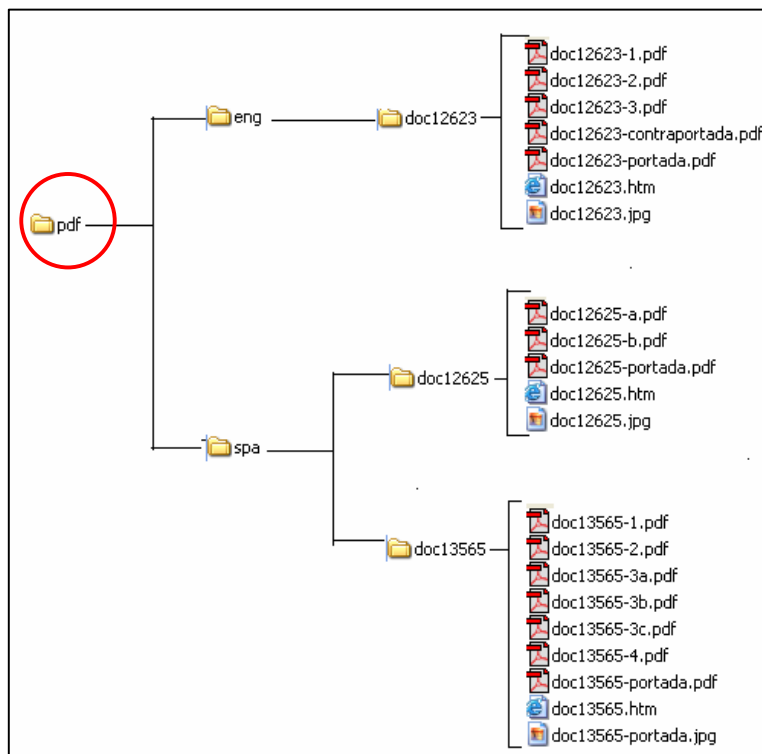 pdf
eng
doc12623
doc12623-1.pdf
doc12623-2.pdf
doc12623-3.pdf
doc12623-contraportada.pdf
doc12623-portada.pdf
doc12623.htm
doc12623.jpg
spa
doc12625
doc12625-a.pdf
doc12625-b.pdf
doc12625-portada.pdf
doc12625.htm
doc12625.jpg
doc13565
doc13565-1.pdf
doc13565-2.pdf
doc13565-3a.pdf
doc13565-3b.pdf
doc13565-3c.pdf
doc13565-4.pdf
doc13565-portada.pdf
doc13565.htm
doc13565-portada.jpg